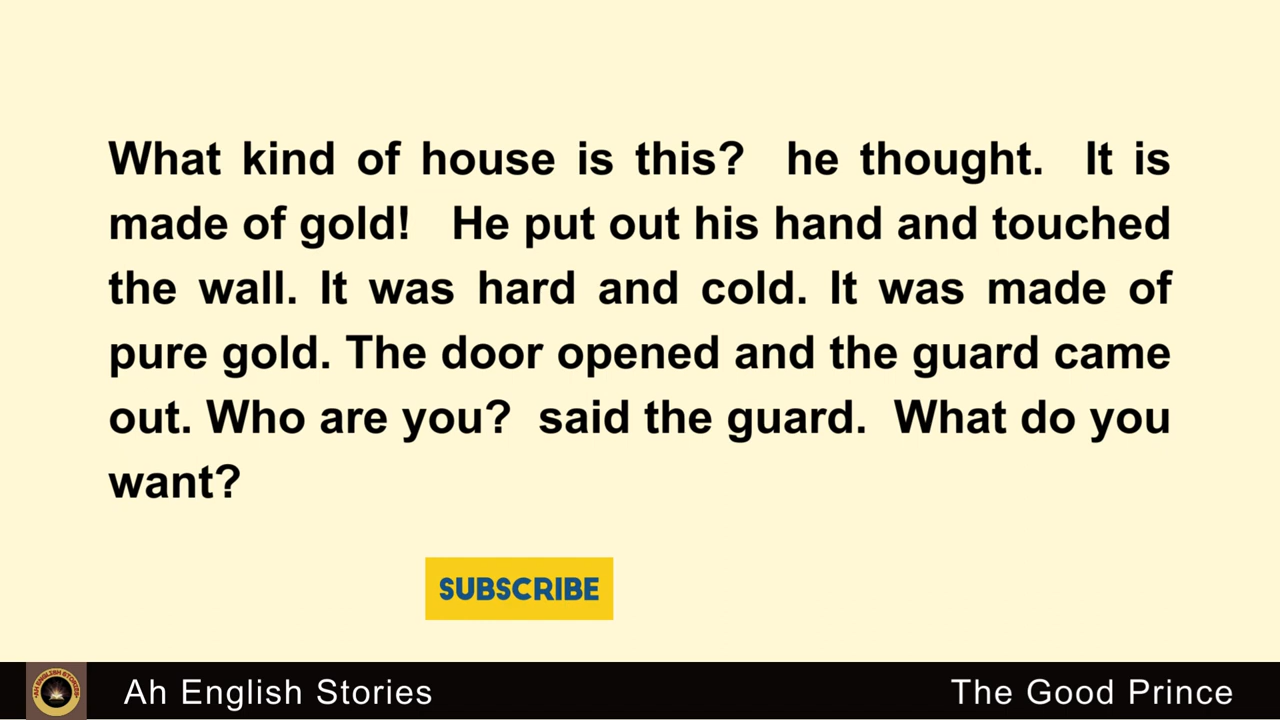 What kind of house is this? he thought. It is
made of gold! He put out his hand and touched
the wall. It was hard and cold. It was made of
pure gold. The door opened and the guard came
out. Who are you? said the guard. What do you
want?
SUBSCRIBE
Ah English Stories
The Good Prince